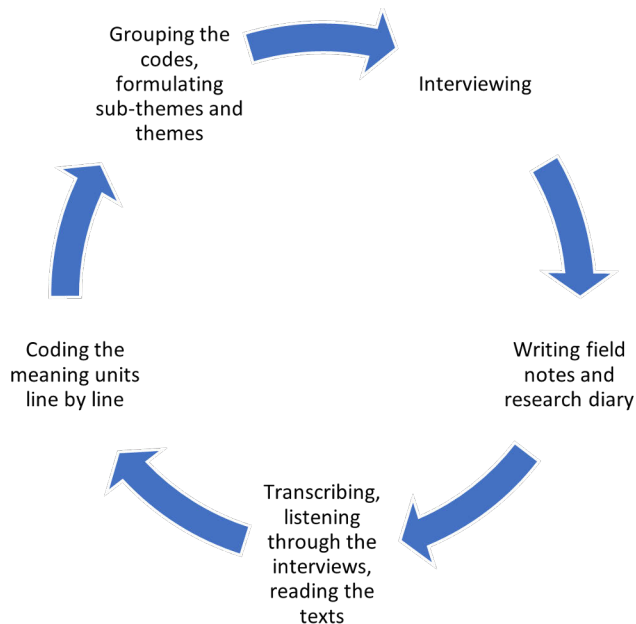 Grouping the
codes,
formulating
sub-themes and
themes
Interviewing
Writing field
notes and
research diary
Transcribing,
listening
through the
interviews,
reading the
texts
Coding the
meaning units
line by line